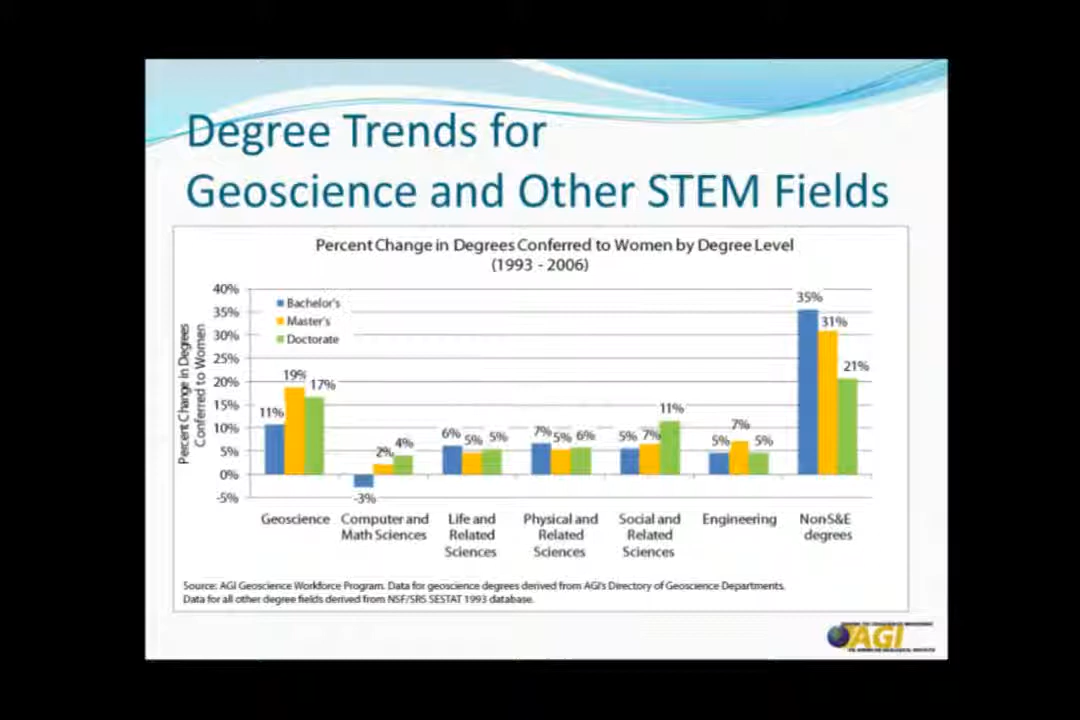 Degree Trends for
Geoscience and Other STEM Fields
Percent Change in Degrees Conferred to Women by Degree Level
(1993 - 2006)
Percent Change in Degrees
Conferred to Women
40%
35%
30%
25%
20%
15%
10%
5%
0%
-5%
Bachelor's
Master's
Doctorate
11%
19%
17%
-3%
2%
4%
6%
5%
5%
7%
5%
6%
5%
7%
11%
5%
7%
5%
35%
31%
21%
Geoscience
Computer and
Math Sciences
Life and
Related
Sciences
Physical and
Related
Sciences
Social and
Related
Sciences
Engineering
NonS&E
degrees
Source: AGI Geoscience Workforce Program. Data for geoscience degrees derived from AGI's Directory of Geoscience Departments.
Data for all other degree fields derived from NSF/SRS SESTAT 1993 database.
AGI